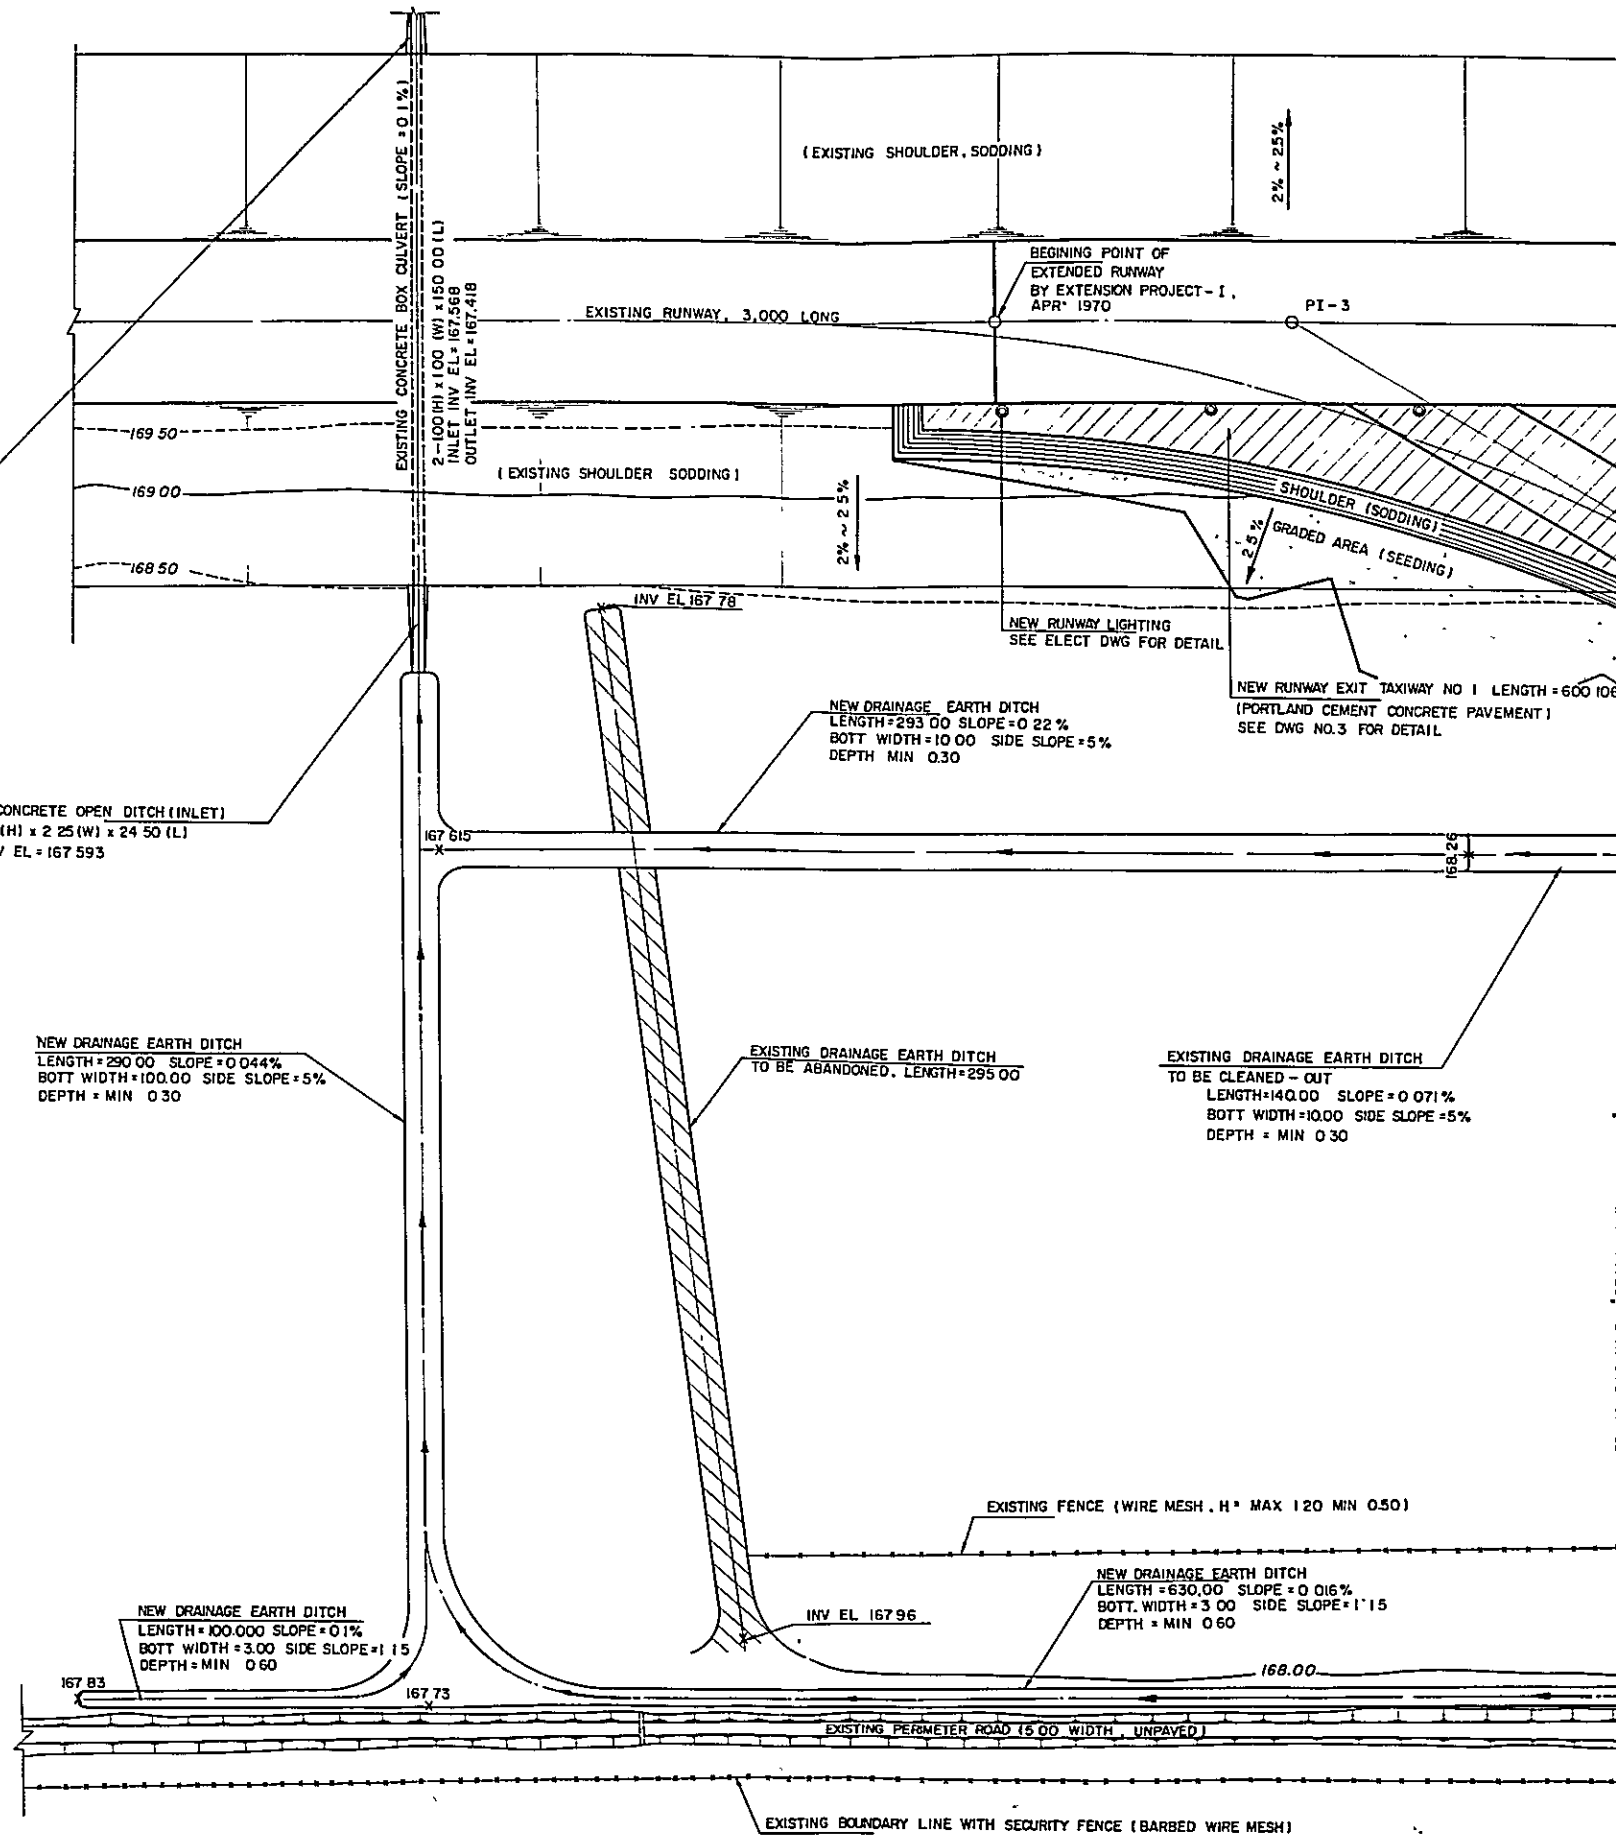 EXISTING CONCRETE BOX CULVERT (SLOPE = 0 1%)
2-100(H) x 1 00 (W) x 150 00 (L)
INLET INV EL = 167.568
OUTLET INV EL = 167.418
(EXISTING SHOULDER, SODDING)
2% ~ 2.5%
BEGINING POINT OF
EXTENDED RUNWAY
BY EXTENSION PROJECT - I,
APR' 1970
PI-3
EXISTING RUNWAY, 3,000 LONG
169 50
(EXISTING SHOULDER SODDING)
169 00
2% ~ 2 5%
SHOULDER (SODDING)
2 5%
GRADED AREA (SEEDING)
168 50
INV EL 167 78
NEW RUNWAY LIGHTING
SEE ELECT DWG FOR DETAIL
NEW RUNWAY EXIT TAXIWAY NO 1 LENGTH = 600 106
(PORTLAND CEMENT CONCRETE PAVEMENT)
SEE DWG NO.3 FOR DETAIL
NEW DRAINAGE EARTH DITCH
LENGTH = 293 00 SLOPE = 0 22 %
BOTT WIDTH = 10 00 SIDE SLOPE = 5%
DEPTH MIN 0.30
CONCRETE OPEN DITCH (INLET)
(H) x 2 25 (W) x 24 50 (L)
EL = 167 593
167 615
168.26
NEW DRAINAGE EARTH DITCH
LENGTH = 290 00 SLOPE = 0 044%
BOTT WIDTH = 100.00 SIDE SLOPE = 5%
DEPTH = MIN 0 30
EXISTING DRAINAGE EARTH DITCH
TO BE ABANDONED, LENGTH = 295 00
EXISTING DRAINAGE EARTH DITCH
TO BE CLEANED - OUT
LENGTH = 140.00 SLOPE = 0 071 %
BOTT WIDTH = 10.00 SIDE SLOPE = 5%
DEPTH = MIN 0 30
EXISTING FENCE (WIRE MESH, H= MAX 1 20 MIN 0.50)
NEW DRAINAGE EARTH DITCH
LENGTH = 630.00 SLOPE = 0 016%
BOTT. WIDTH = 3 00 SIDE SLOPE = 1:1 5
DEPTH = MIN 0 60
NEW DRAINAGE EARTH DITCH
LENGTH = 100.000 SLOPE = 0 1%
BOTT WIDTH = 3.00 SIDE SLOPE = 1 1 5
DEPTH = MIN 0 60
INV EL 167 96
168.00
167 83
167.73
EXISTING PERIMETER ROAD (5 00 WIDTH, UNPAVED)
EXISTING BOUNDARY LINE WITH SECURITY FENCE (BARBED WIRE MESH)